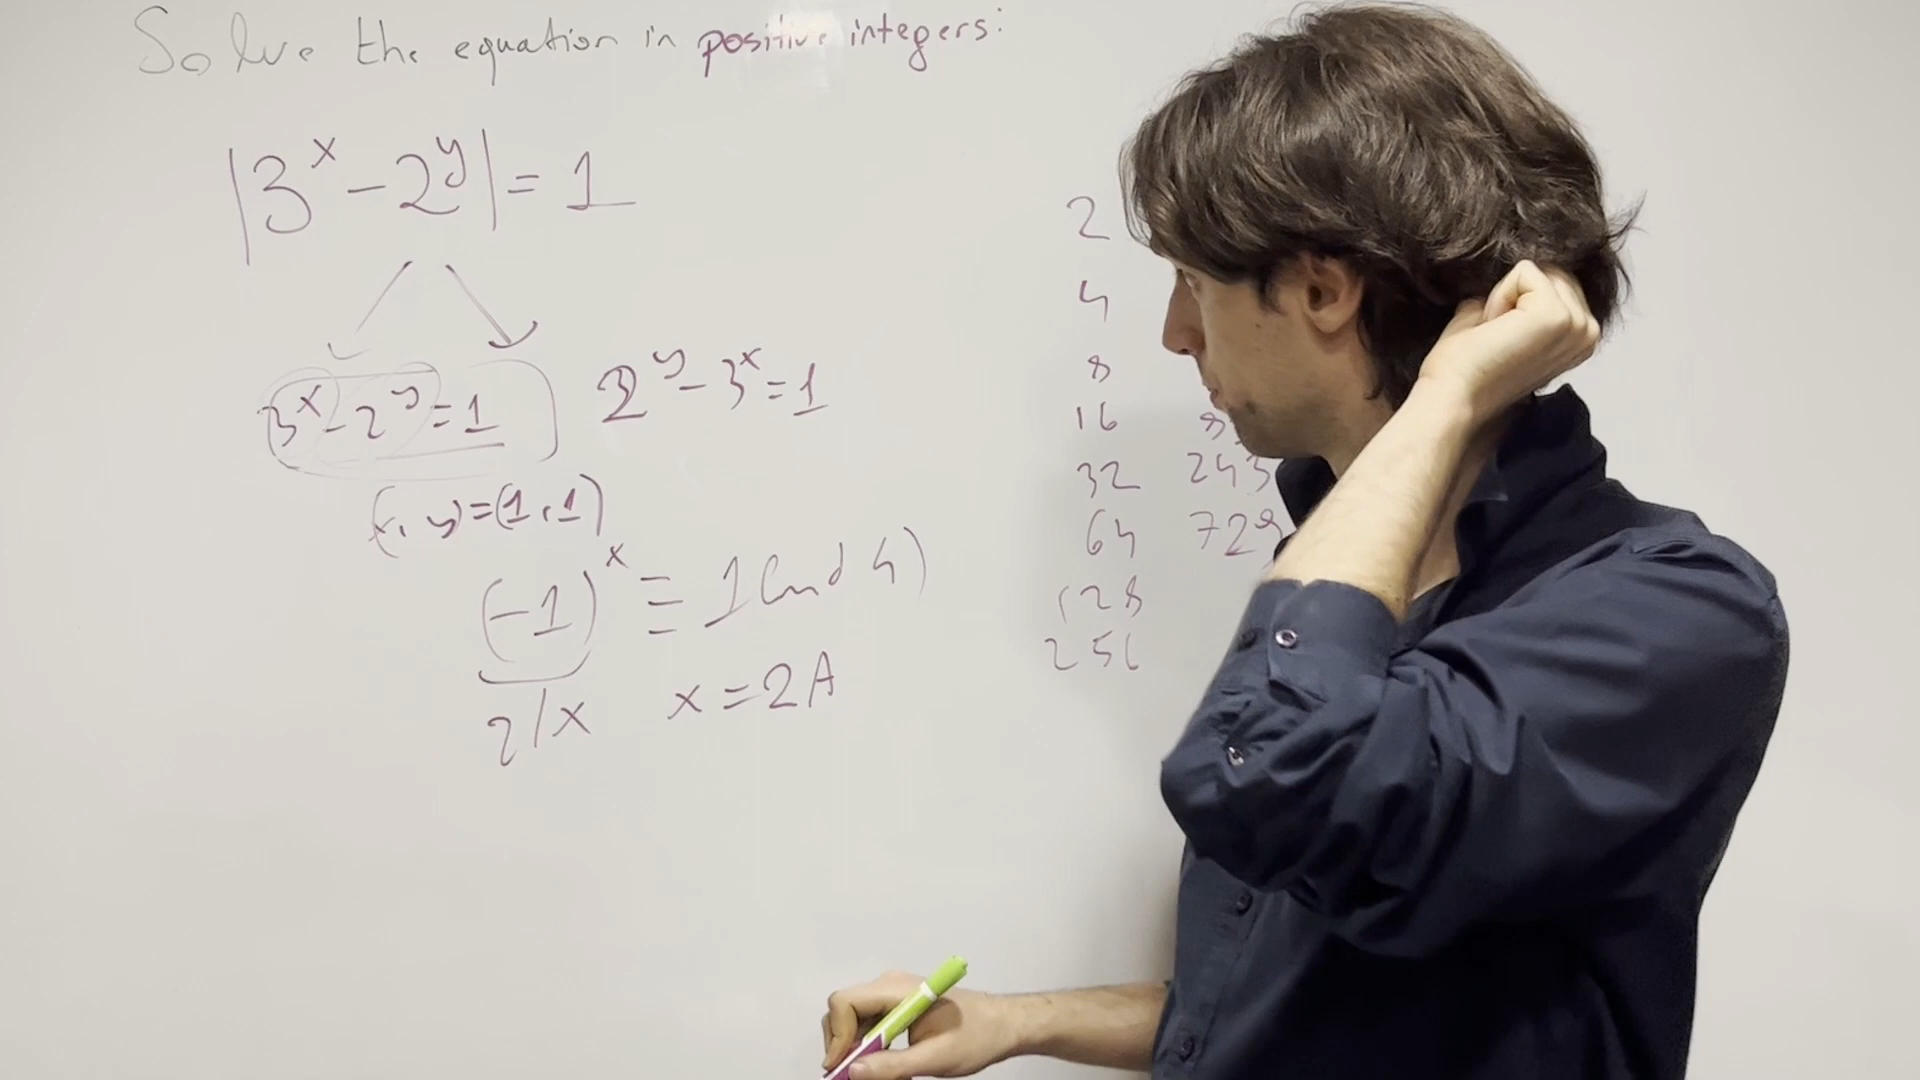 Solve the equation in positive integers:
|3^x - 2^y| = 1
3^x - 2^y = 1
2^y - 3^x = 1
(x, y) = (1, 1)
(-1)^x ≡ 1 (mod 4)
2 | x x = 2A
2
4
8
16 8
32 243
64 729
128
256